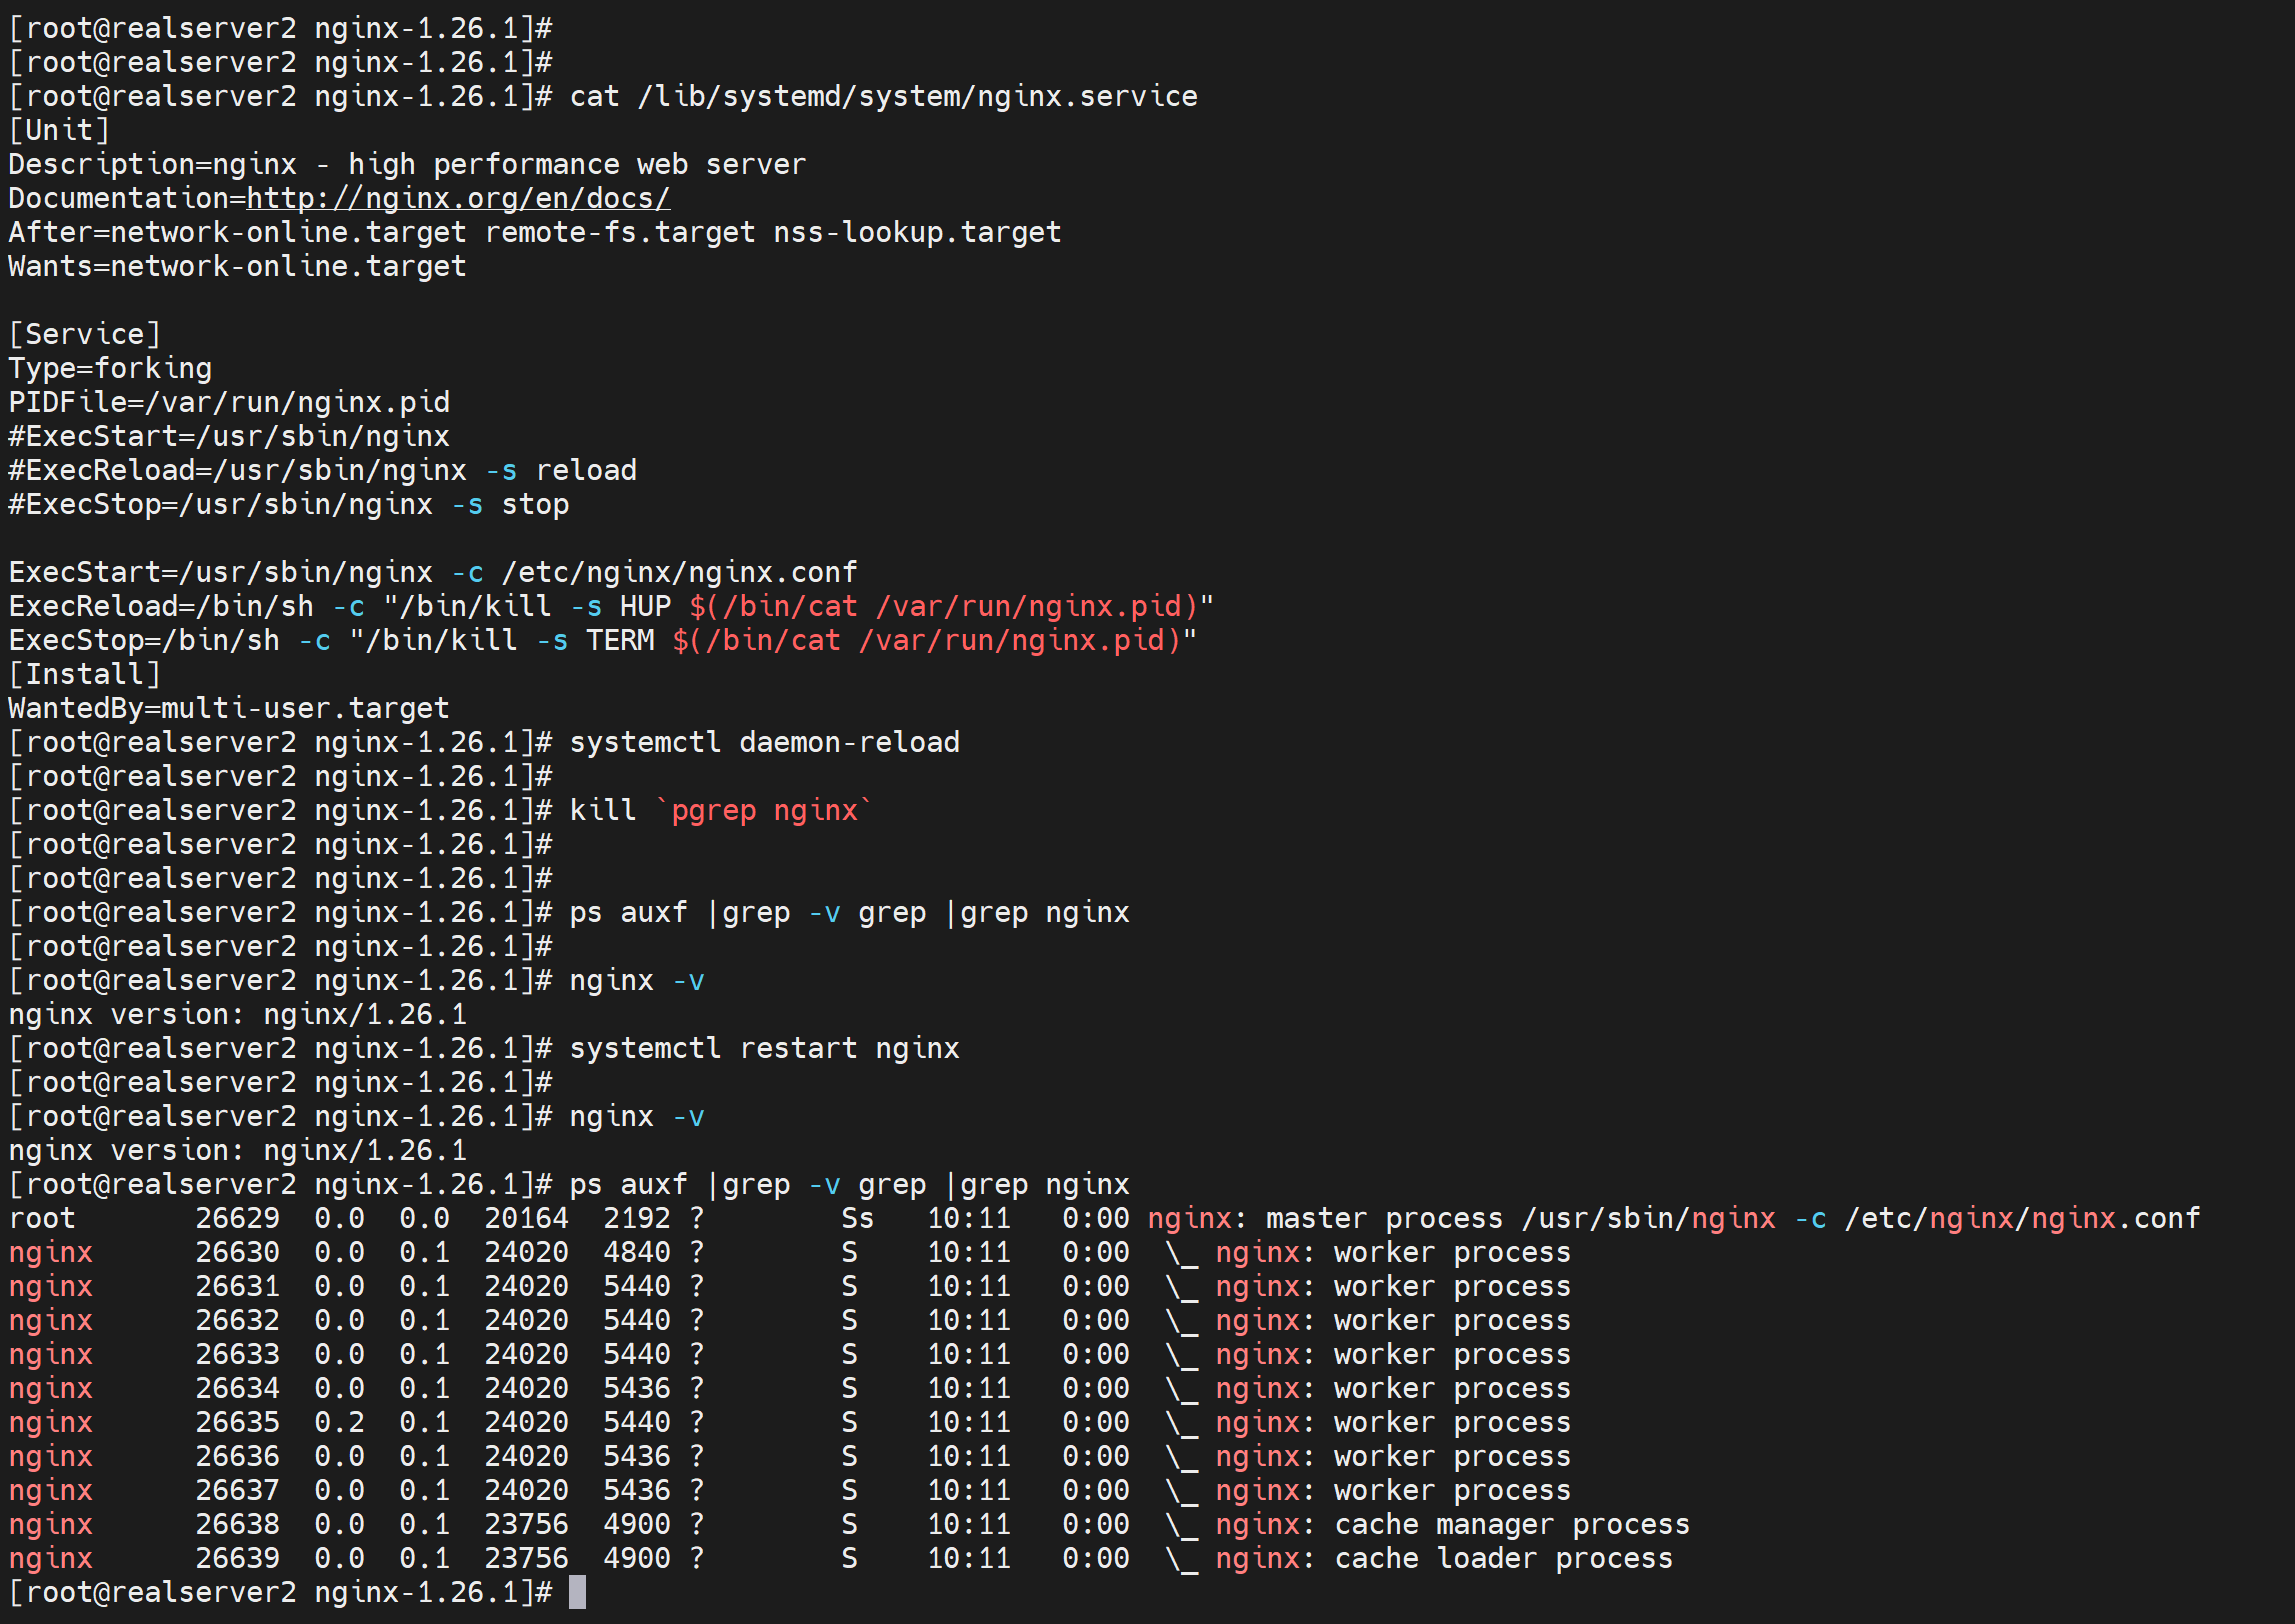 [root@realserver2 nginx-1.26.1]#
[root@realserver2 nginx-1.26.1]#
[root@realserver2 nginx-1.26.1]# cat /lib/systemd/system/nginx.service
[Unit]
Description=nginx - high performance web server
Documentation=http://nginx.org/en/docs/
After=network-online.target remote-fs.target nss-lookup.target
Wants=network-online.target

[Service]
Type=forking
PIDFile=/var/run/nginx.pid
#ExecStart=/usr/sbin/nginx
#ExecReload=/usr/sbin/nginx -s reload
#ExecStop=/usr/sbin/nginx -s stop

ExecStart=/usr/sbin/nginx -c /etc/nginx/nginx.conf
ExecReload=/bin/sh -c "/bin/kill -s HUP $(/bin/cat /var/run/nginx.pid)"
ExecStop=/bin/sh -c "/bin/kill -s TERM $(/bin/cat /var/run/nginx.pid)"
[Install]
WantedBy=multi-user.target
[root@realserver2 nginx-1.26.1]# systemctl daemon-reload
[root@realserver2 nginx-1.26.1]#
[root@realserver2 nginx-1.26.1]# kill `pgrep nginx`
[root@realserver2 nginx-1.26.1]#
[root@realserver2 nginx-1.26.1]#
[root@realserver2 nginx-1.26.1]# ps auxf |grep -v grep |grep nginx
[root@realserver2 nginx-1.26.1]#
[root@realserver2 nginx-1.26.1]# nginx -v
nginx version: nginx/1.26.1
[root@realserver2 nginx-1.26.1]# systemctl restart nginx
[root@realserver2 nginx-1.26.1]#
[root@realserver2 nginx-1.26.1]# nginx -v
nginx version: nginx/1.26.1
[root@realserver2 nginx-1.26.1]# ps auxf |grep -v grep |grep nginx
root       26629  0.0  0.0  20164  2192 ?        Ss   10:11   0:00 nginx: master process /usr/sbin/nginx -c /etc/nginx/nginx.conf
nginx      26630  0.0  0.1  24020  4840 ?        S    10:11   0:00  \_ nginx: worker process
nginx      26631  0.0  0.1  24020  5440 ?        S    10:11   0:00  \_ nginx: worker process
nginx      26632  0.0  0.1  24020  5440 ?        S    10:11   0:00  \_ nginx: worker process
nginx      26633  0.0  0.1  24020  5440 ?        S    10:11   0:00  \_ nginx: worker process
nginx      26634  0.0  0.1  24020  5436 ?        S    10:11   0:00  \_ nginx: worker process
nginx      26635  0.2  0.1  24020  5440 ?        S    10:11   0:00  \_ nginx: worker process
nginx      26636  0.0  0.1  24020  5436 ?        S    10:11   0:00  \_ nginx: worker process
nginx      26637  0.0  0.1  24020  5436 ?        S    10:11   0:00  \_ nginx: worker process
nginx      26638  0.0  0.1  23756  4900 ?        S    10:11   0:00  \_ nginx: cache manager process
nginx      26639  0.0  0.1  23756  4900 ?        S    10:11   0:00  \_ nginx: cache loader process
[root@realserver2 nginx-1.26.1]#